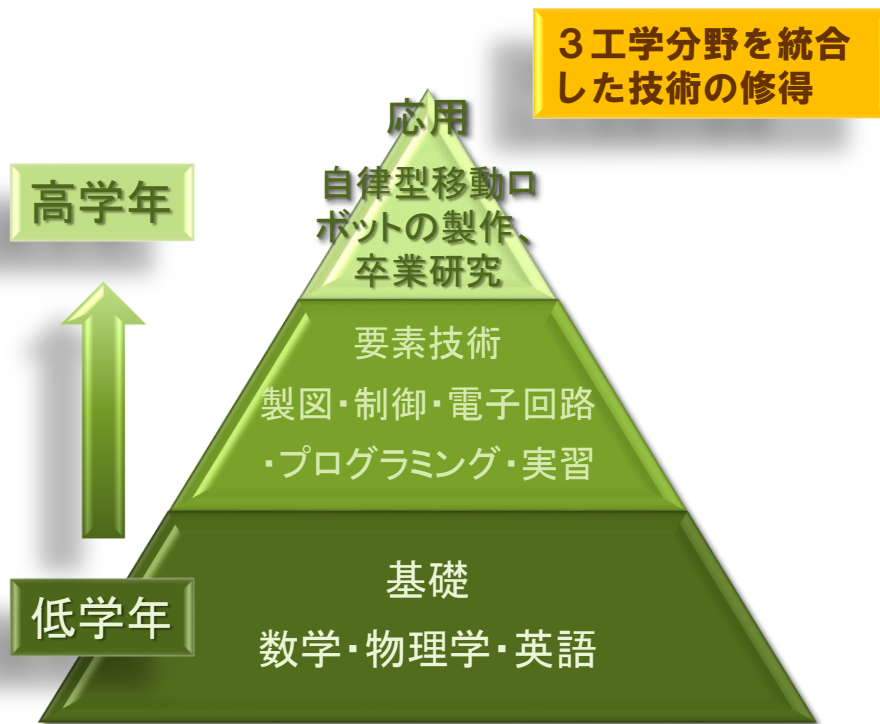 3工学分野を統合
した技術の修得
応用
自律型移動ロ
ボットの製作、
卒業研究
高学年
要素技術
製図・制御・電子回路
・プログラミング・実習
低学年
基礎
数学・物理学・英語